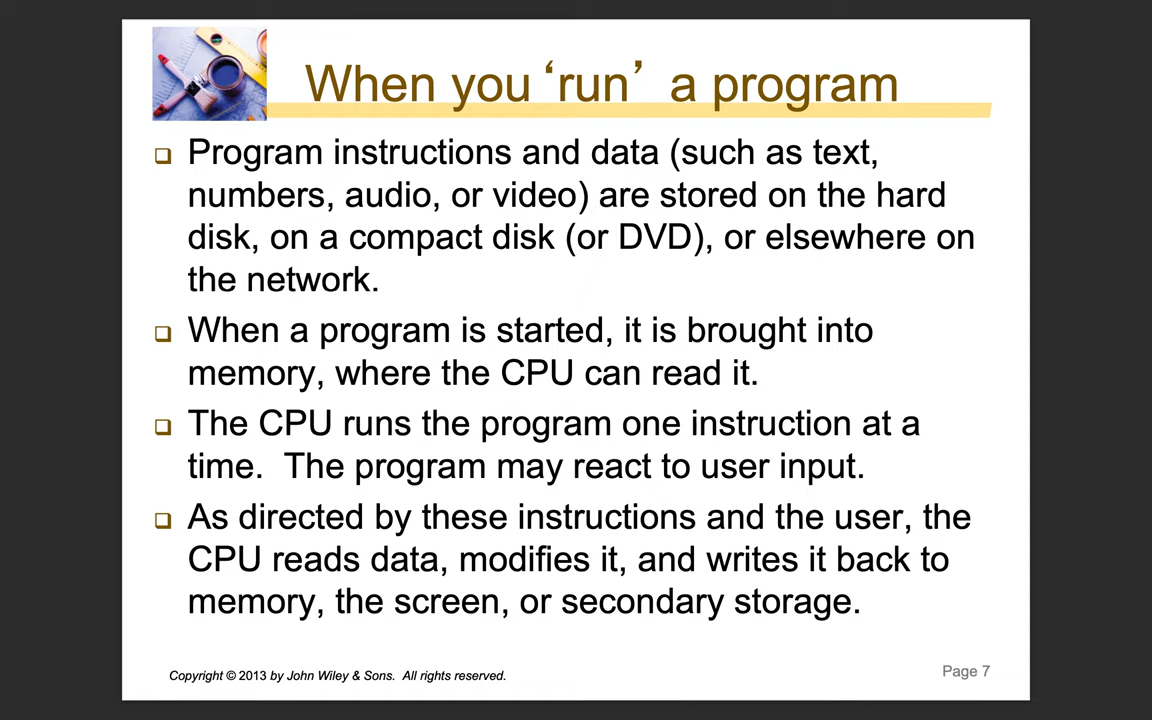 When you ‘run’ a program
❑ Program instructions and data (such as text,
numbers, audio, or video) are stored on the hard
disk, on a compact disk (or DVD), or elsewhere on
the network.
❑ When a program is started, it is brought into
memory, where the CPU can read it.
❑ The CPU runs the program one instruction at a
time.  The program may react to user input.
❑ As directed by these instructions and the user, the
CPU reads data, modifies it, and writes it back to
memory, the screen, or secondary storage.
Copyright © 2013 by John Wiley & Sons.  All rights reserved.
Page 7